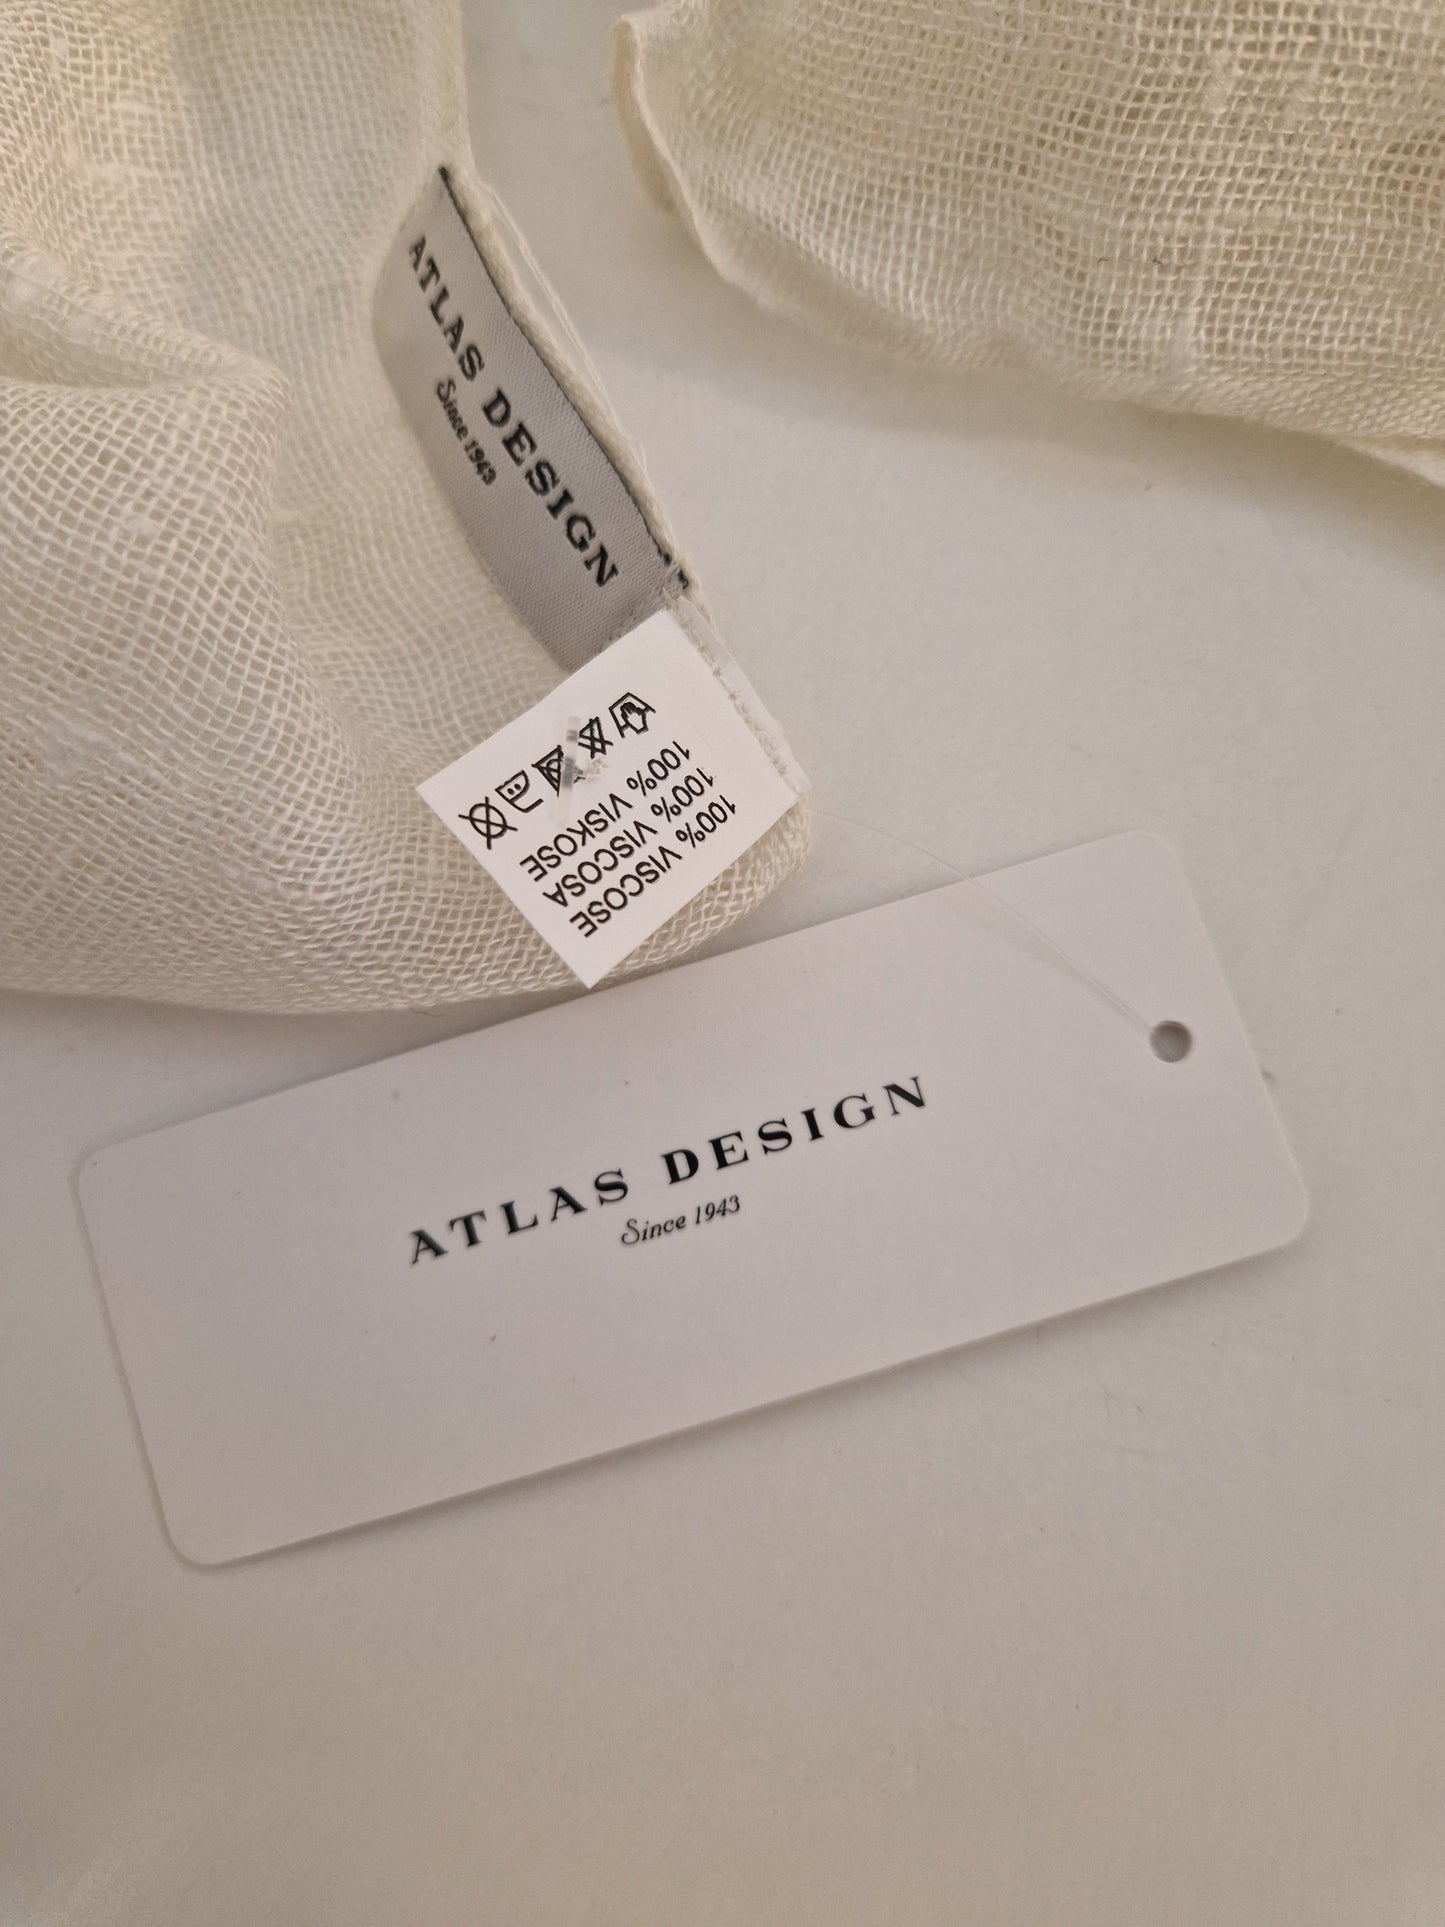 ATLAS DESIGN
Since 1943
100% VISCOSE
100% VISCOSA
100% VISKOSE
ATLAS DESIGN
Since 1943